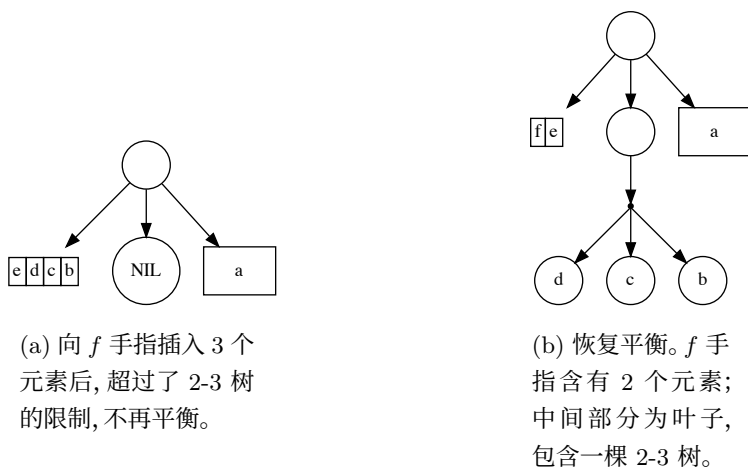 f e
a
e d c b
NIL
a
d
c
b
(a) 向 f 手指插入 3 个
元素后, 超过了 2-3 树
的限制, 不再平衡。
(b) 恢复平衡。f 手
指含有 2 个元素;
中间部分为叶子,
包含一棵 2-3 树。